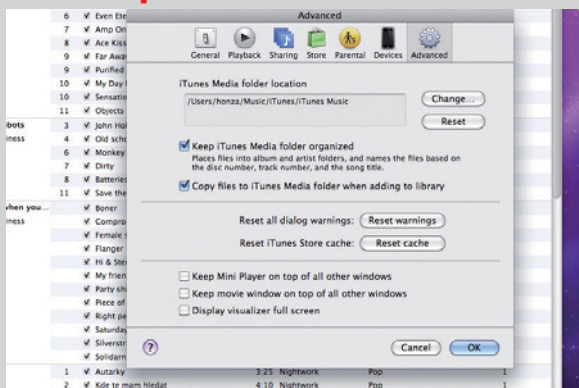 Advanced
General Playback Sharing Store Parental Devices Advanced
iTunes Media folder location
/Users/honza/Music/iTunes/iTunes Music
Change...
Reset
Keep iTunes Media folder organized
Places files into album and artist folders, and names the files based on
the disc number, track number, and the song title.
Copy files to iTunes Media folder when adding to library
Reset all dialog warnings: Reset warnings
Reset iTunes Store cache: Reset cache
Keep Mini Player on top of all other windows
Keep movie window on top of all other windows
Display visualizer full screen
? Cancel OK
6 Even Ete
7 Amp On
8 Ace Kiss
9 Far Awa
9 Purified
10 My Day
10 Sensatio
11 Objects
bots 3 John Hol
iness 4 Old scho
6 Monkey
7 Dirty
8 Batteries
11 Save the
when you... Boner
iness Compro
Female
Flanger
Hi & Ste
My frien
Party shi
Piece of
Right pe
Saturday
Silverstr
Solidarn
1 Autarky 3:25 Nightwork Pop 1
2 Kde te mam hledat 4:10 Nightwork Pop 1